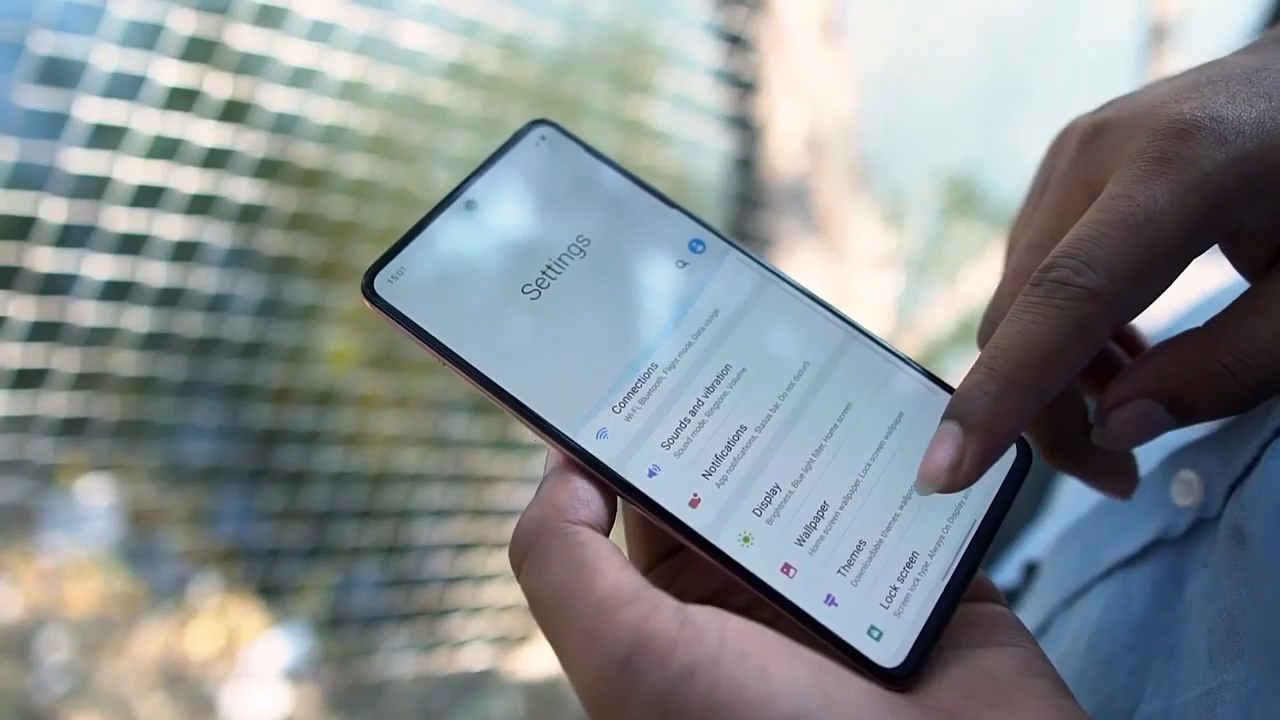 15:01
Settings
Connections
Wi-Fi, Bluetooth, Flight mode, Data usage
Sounds and vibration
Sound mode, Ringtone, Volume
Notifications
App notifications, Status bar, Do not disturb
Display
Brightness, Blue light filter, Home screen
Wallpaper
Home screen wallpaper, Lock screen wallpaper
Themes
Downloadable themes,
Lock screen
Screen lock type, Always On Display